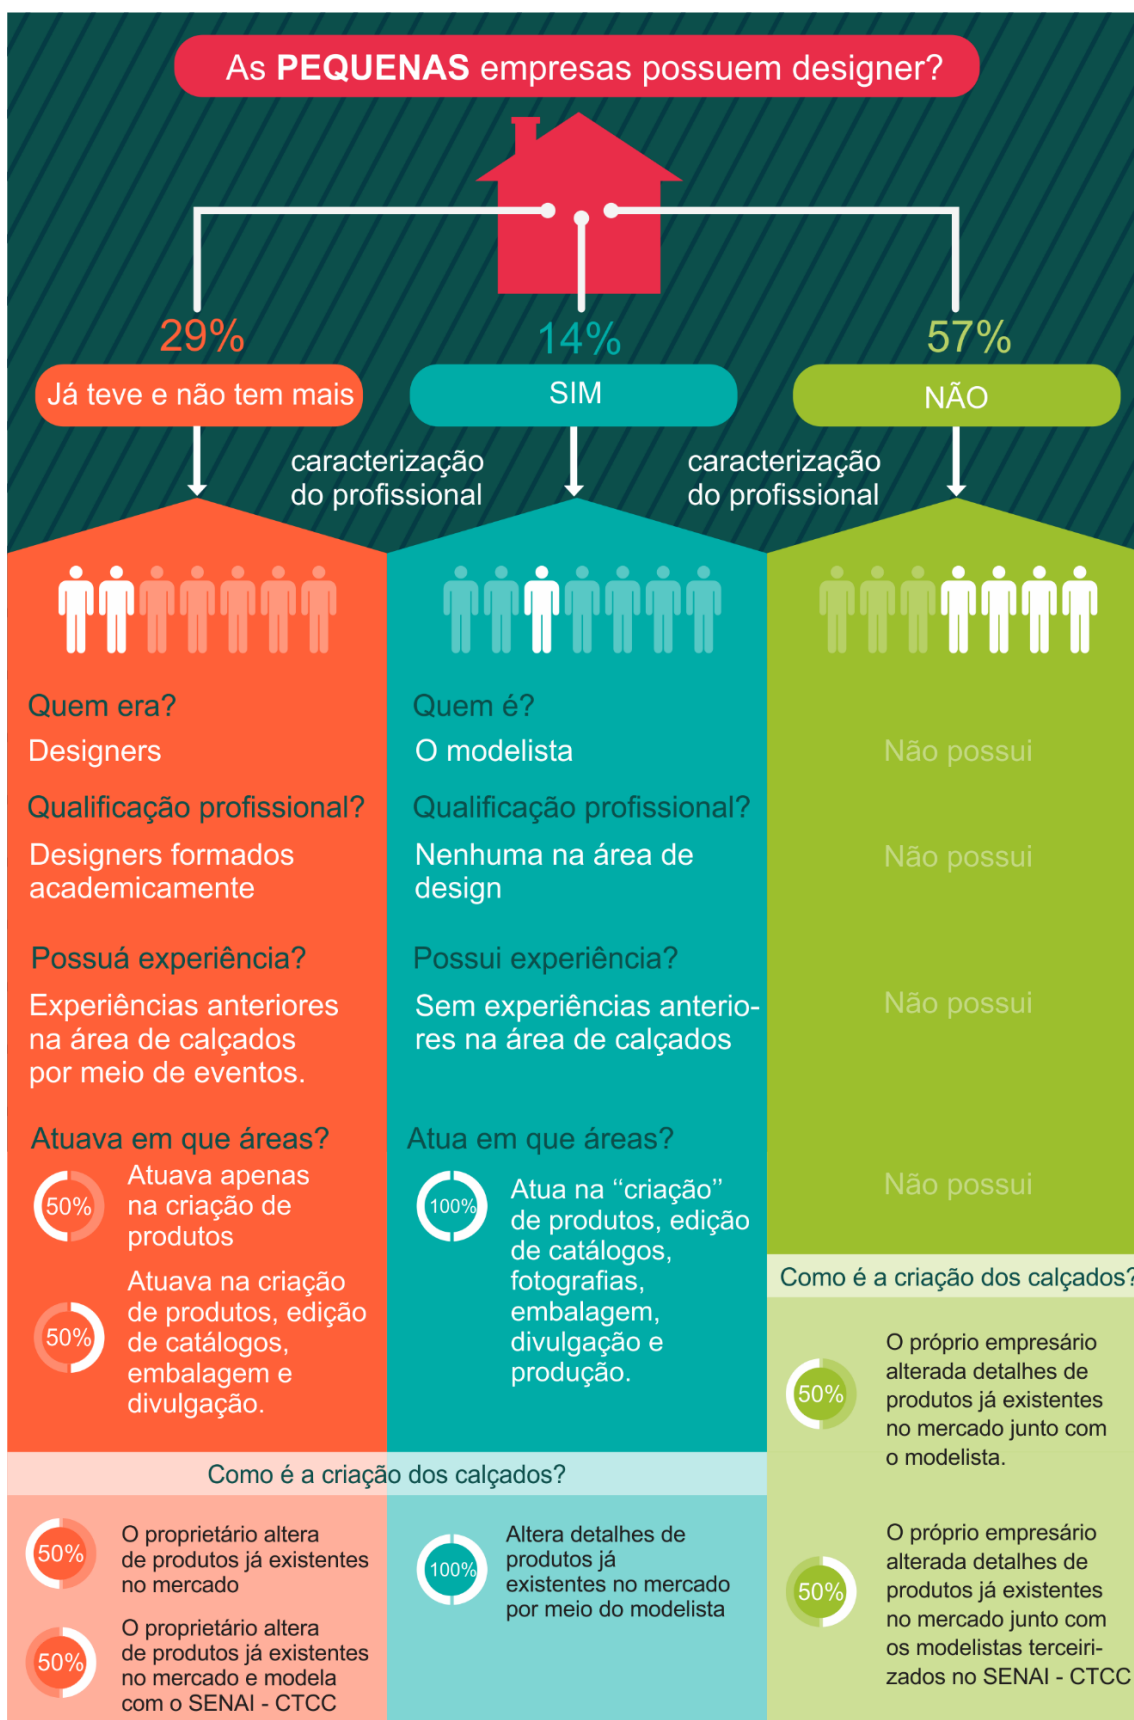 As PEQUENAS empresas possuem designer?
29%
Já teve e não tem mais
14%
SIM
57%
NÃO
caracterização
do profissional
caracterização
do profissional
Quem era?
Designers
Qualificação profissional?
Designers formados
academicamente
Possuá experiência?
Experiências anteriores
na área de calçados
por meio de eventos.
Atuava em que áreas?
50%
Atuava apenas
na criação de
produtos
50%
Atuava na criação
de produtos, edição
de catálogos,
embalagem e
divulgação.
Quem é?
O modelista
Qualificação profissional?
Nenhuma na área de
design
Possui experiência?
Sem experiências anterio-
res na área de calçados
Atua em que áreas?
100%
Atua na “criação”
de produtos, edição
de catálogos,
fotografias,
embalagem,
divulgação e
produção.
Não possui
Não possui
Não possui
Não possui
Como é a criação dos calçados?
50%
O proprietário altera
de produtos já existentes
no mercado
50%
O proprietário altera
de produtos já existentes
no mercado e modela
com o SENAI - CTCC
100%
Altera detalhes de
produtos já
existentes no mercado
por meio do modelista
Como é a criação dos calçados?
50%
O próprio empresário
alterada detalhes de
produtos já existentes
no mercado junto com
o modelista.
50%
O próprio empresário
alterada detalhes de
produtos já existentes
no mercado junto com
os modelistas terceiri-
zados no SENAI - CTCC